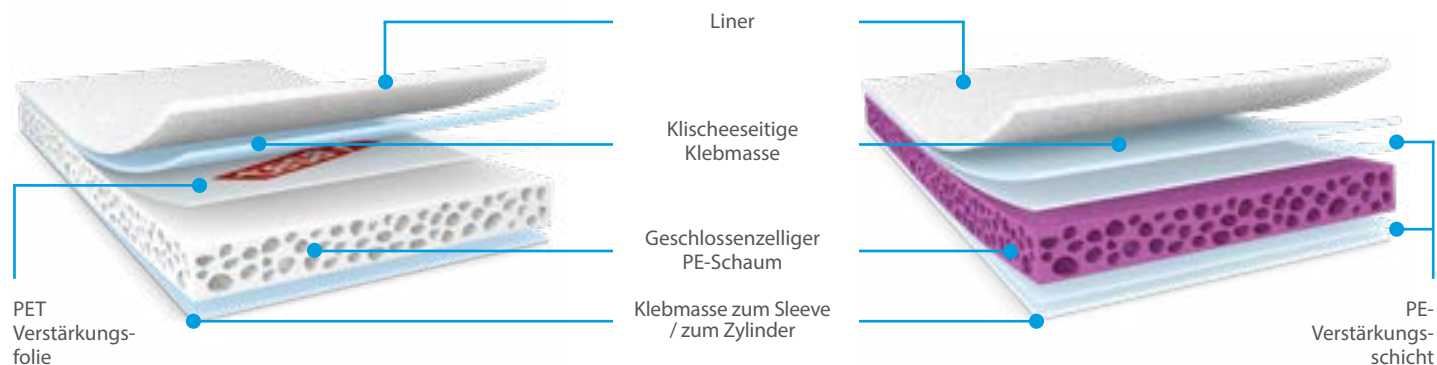 Liner
Klischeeseitige
Klebmasse
Geschlossenzelliger
PE-Schaum
Klebmasse zum Sleeve
/ zum Zylinder
PET
Verstärkungs-
folie
PE-
Verstärkungs-
schicht